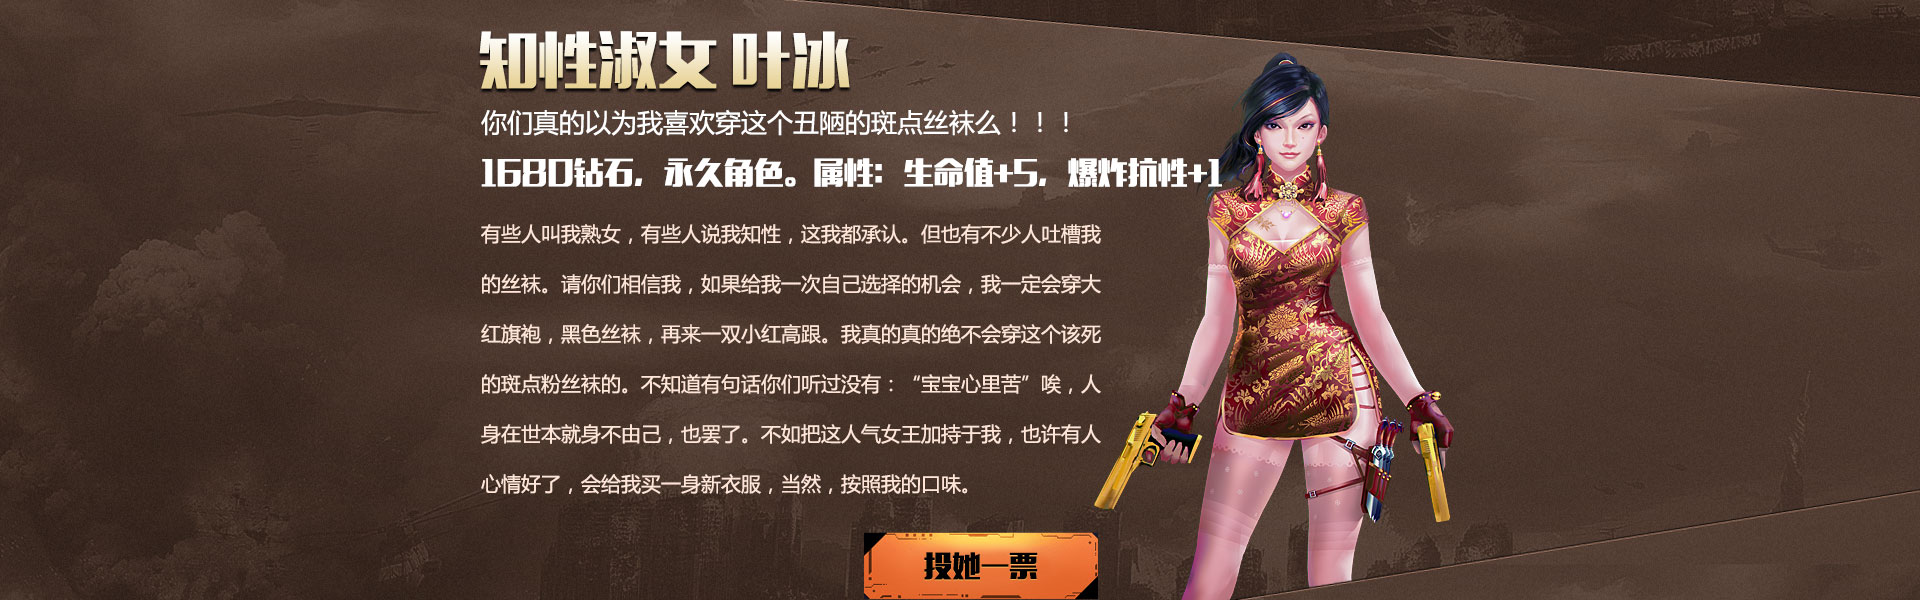 知性淑女 叶冰
你们真的以为我喜欢穿这个丑陋的斑点丝袜么！！！
1680钻石，永久角色。属性：生命值+5，爆炸抗性+1
有些人叫我熟女，有些人说我知性，这我都承认。但也有不少人吐槽我
的丝袜。请你们相信我，如果给我一次自己选择的机会，我一定会穿大
红旗袍，黑色丝袜，再来一双小红高跟。我真的真的绝不会穿这个该死
的斑点粉丝袜的。不知道有句话你们听过没有：“宝宝心里苦”唉，人
身在世本就身不由己，也罢了。不如把这人气女王加持于我，也许有人
心情好了，会给我买一身新衣服，当然，按照我的口味。
投她一票